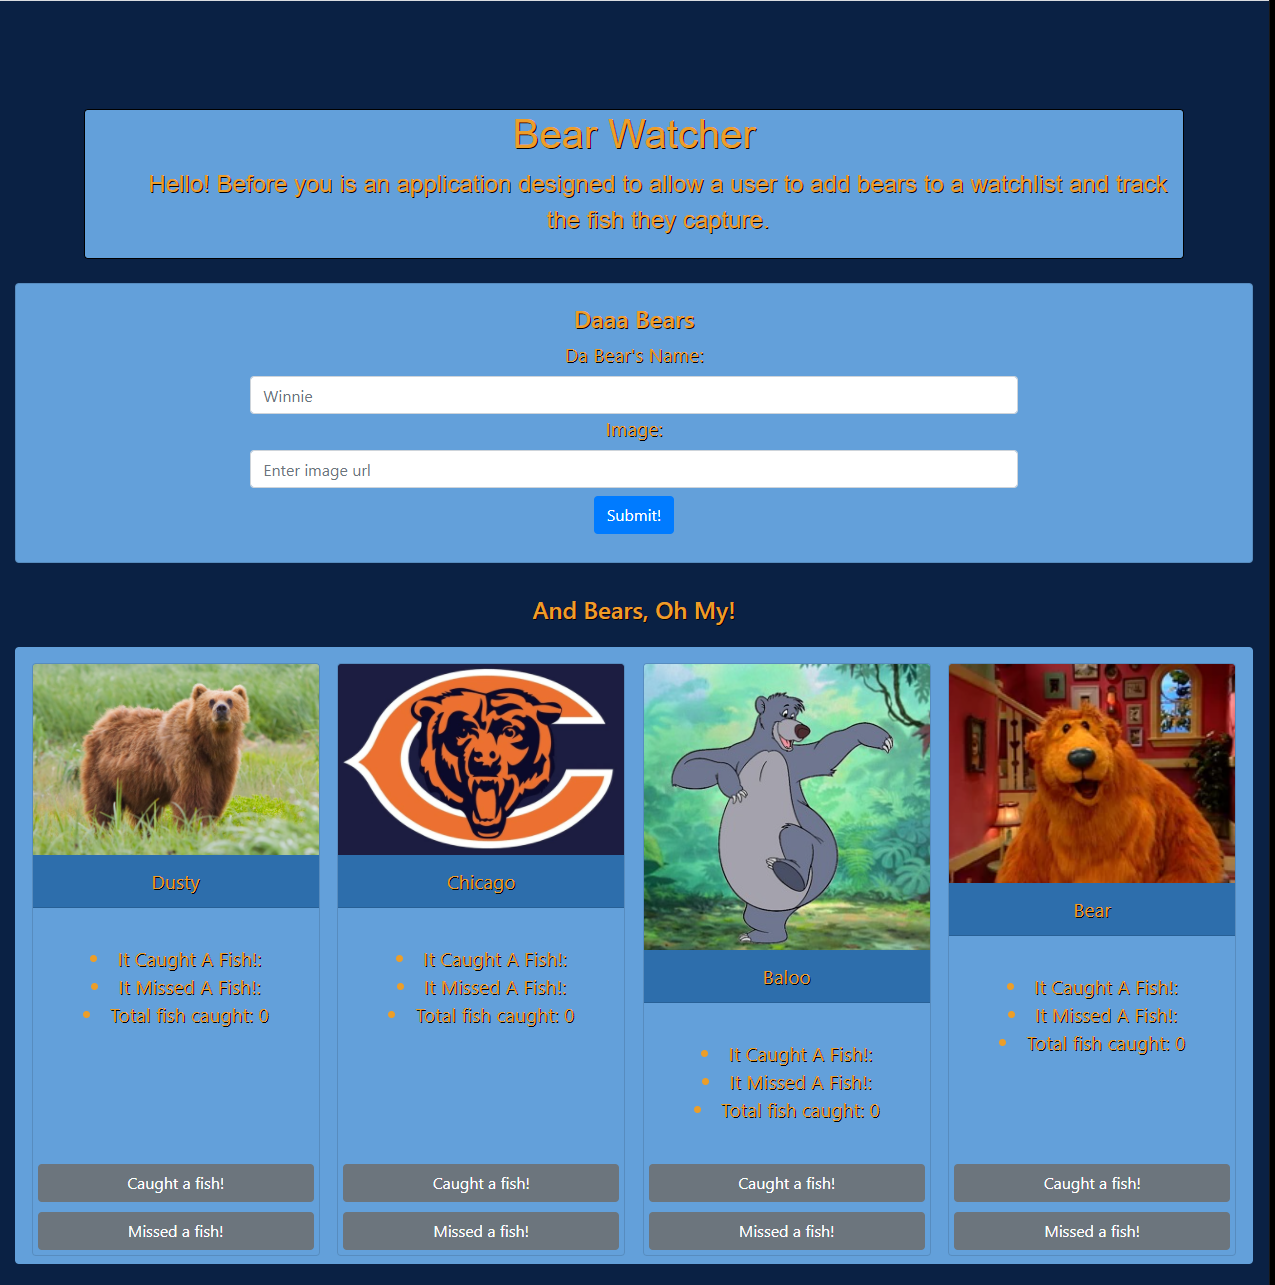 Bear Watcher
Hello! Before you is an application designed to allow a user to add bears to a watchlist and track
the fish they capture.
Daaa Bears
Da Bear's Name:
Winnie
Image:
Enter image url
Submit!
And Bears, Oh My!
Dusty
It Caught A Fish!:
It Missed A Fish!:
Total fish caught: 0
Caught a fish!
Missed a fish!
Chicago
It Caught A Fish!:
It Missed A Fish!:
Total fish caught: 0
Caught a fish!
Missed a fish!
Baloo
It Caught A Fish!:
It Missed A Fish!:
Total fish caught: 0
Caught a fish!
Missed a fish!
Bear
It Caught A Fish!:
It Missed A Fish!:
Total fish caught: 0
Caught a fish!
Missed a fish!